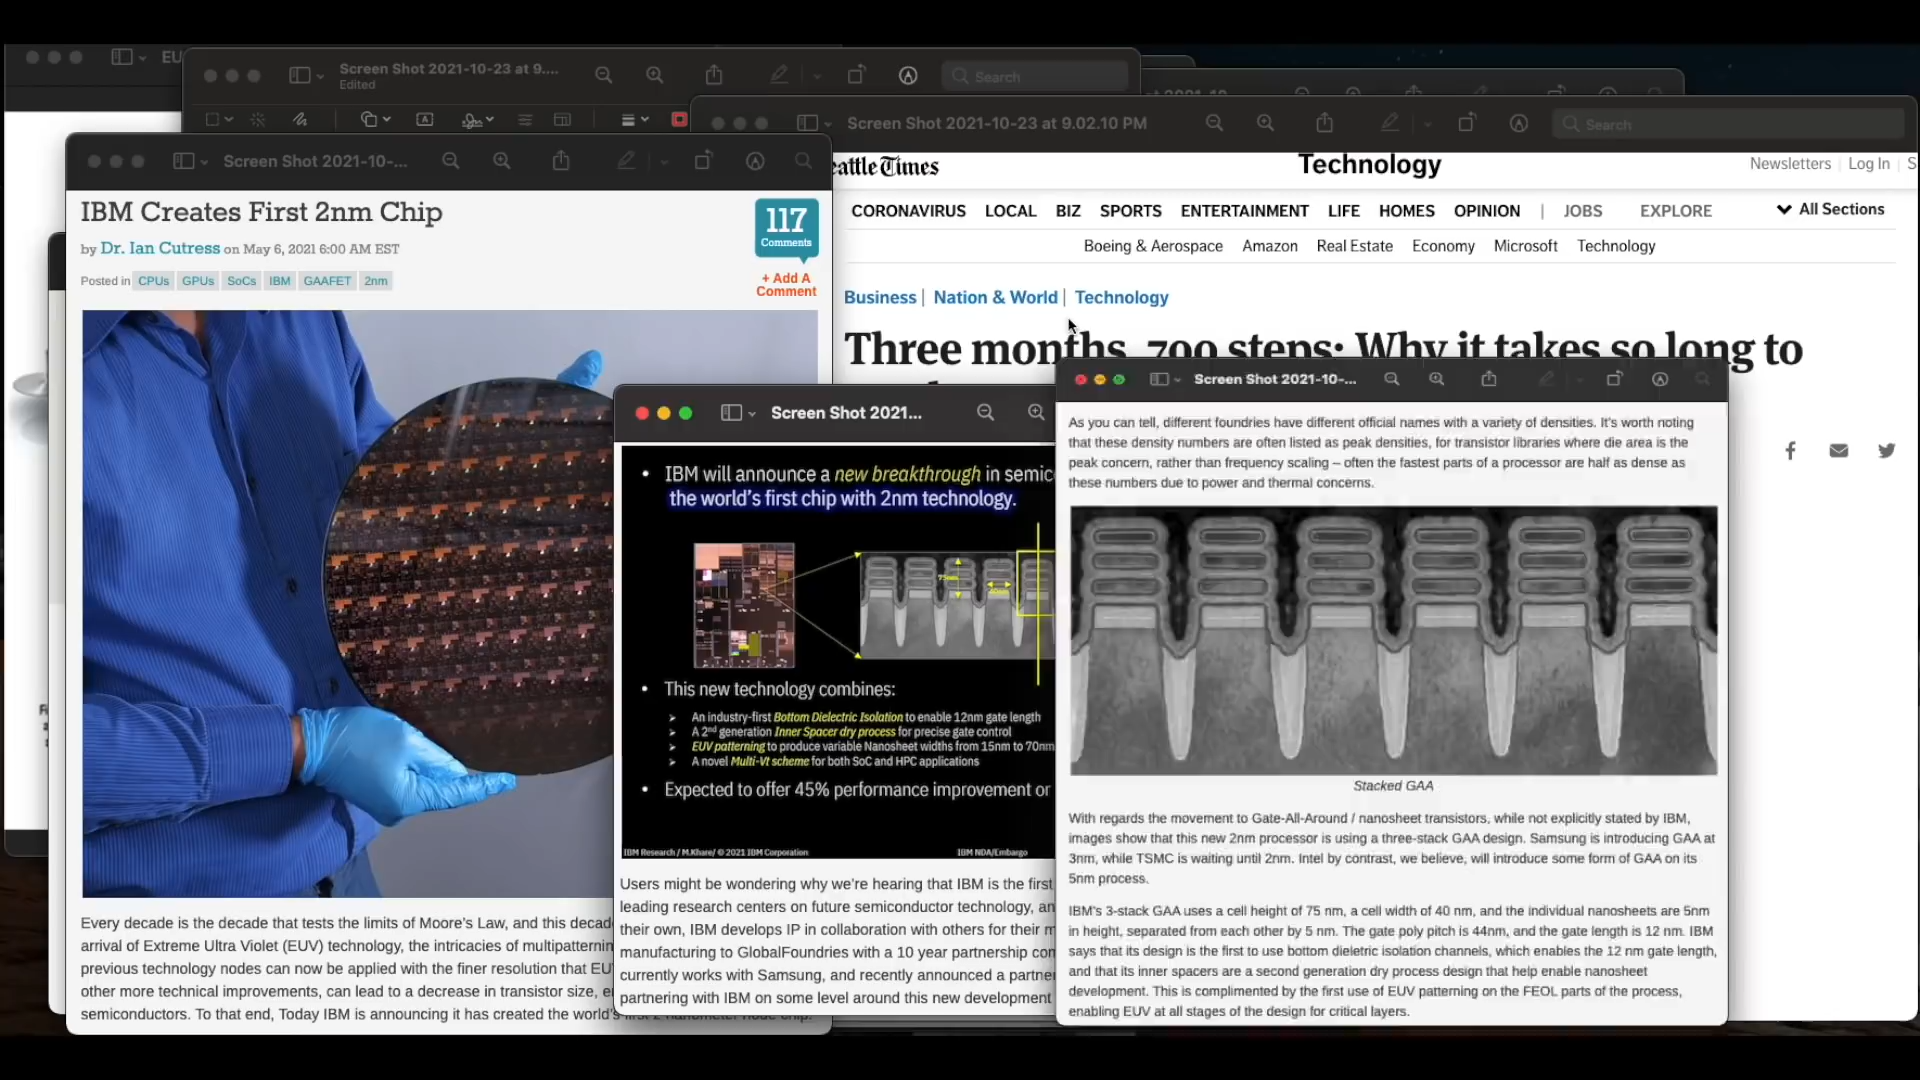 EU
Screen Shot 2021-10-23 at 9....
Edited
Search
Screen Shot 2021-10-23 at 9.02.10 PM
Search
Screen Shot 2021-10-...
IBM Creates First 2nm Chip
by Dr. Ian Cutress on May 6, 2021 6:00 AM EST
Posted in CPUs GPUs SoCs IBM GAAFET 2nm
117
Comments
+ Add A
Comment
Every decade is the decade that tests the limits of Moore's Law, and this decad
arrival of Extreme Ultra Violet (EUV) technology, the intricacies of multipatternin
previous technology nodes can now be applied with the finer resolution that EU
other more technical improvements, can lead to a decrease in transistor size, e
semiconductors. To that end, Today IBM is announcing it has created the world's first 2 nanometer node chip.
eattle Times
Technology
Newsletters | Log In | S
CORONAVIRUS LOCAL BIZ SPORTS ENTERTAINMENT LIFE HOMES OPINION | JOBS EXPLORE All Sections
Boeing & Aerospace Amazon Real Estate Economy Microsoft Technology
Business | Nation & World | Technology
Three months, 700 steps: Why it takes so long to
Screen Shot 2021...
• IBM will announce a new breakthrough in semic
the world's first chip with 2nm technology.
75nm
40nm
• This new technology combines:
➢ An industry-first Bottom Dielectric Isolation to enable 12nm gate length
➢ A 2nd generation Inner Spacer dry process for precise gate control
➢ EUV patterning to produce variable Nanosheet widths from 15nm to 70nm
➢ A novel Multi-Vt scheme for both SoC and HPC applications
• Expected to offer 45% performance improvement or
IBM Research / M.Khare/ © 2021 IBM Corporation
IBM NDA/Embargo
Users might be wondering why we're hearing that IBM is the first
leading research centers on future semiconductor technology, an
their own, IBM develops IP in collaboration with others for their m
manufacturing to GlobalFoundries with a 10 year partnership con
currently works with Samsung, and recently announced a partne
partnering with IBM on some level around this new development
Screen Shot 2021-10-...
As you can tell, different foundries have different official names with a variety of densities. It's worth noting
that these density numbers are often listed as peak densities, for transistor libraries where die area is the
peak concern, rather than frequency scaling – often the fastest parts of a processor are half as dense as
these numbers due to power and thermal concerns.
Stacked GAA
With regards the movement to Gate-All-Around / nanosheet transistors, while not explicitly stated by IBM,
images show that this new 2nm processor is using a three-stack GAA design. Samsung is introducing GAA at
3nm, while TSMC is waiting until 2nm. Intel by contrast, we believe, will introduce some form of GAA on its
5nm process.
IBM's 3-stack GAA uses a cell height of 75 nm, a cell width of 40 nm, and the individual nanosheets are 5nm
in height, separated from each other by 5 nm. The gate poly pitch is 44nm, and the gate length is 12 nm. IBM
says that its design is the first to use bottom dieletric isolation channels, which enables the 12 nm gate length,
and that its inner spacers are a second generation dry process design that help enable nanosheet
development. This is complimented by the first use of EUV patterning on the FEOL parts of the process,
enabling EUV at all stages of the design for critical layers.